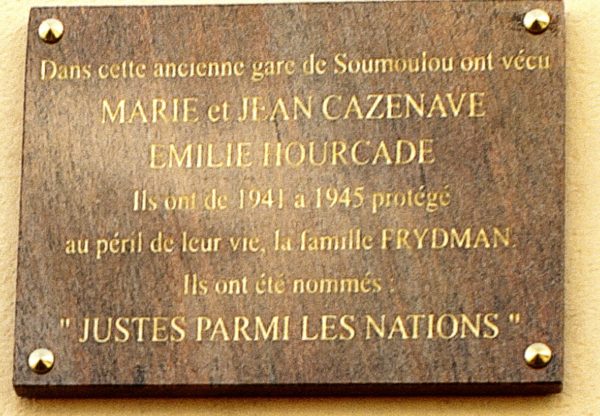 Dans cette ancienne gare de Soumoulou ont vécu
MARIE et JEAN CAZENAVE
EMILIE HOURCADE
Ils ont de 1941 à 1945 protégé
au péril de leur vie, la famille FRYDMAN.
Ils ont été nommés :
" JUSTES PARMI LES NATIONS "